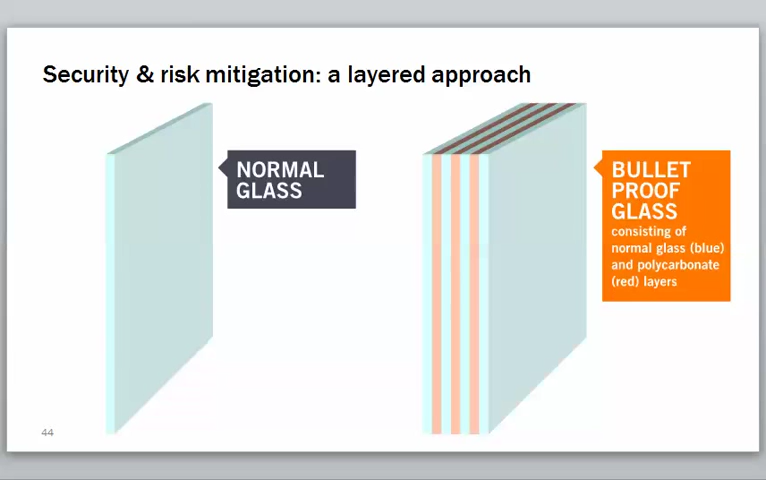 Security & risk mitigation: a layered approach
NORMAL
GLASS
BULLET
PROOF
GLASS
consisting of
normal glass (blue)
and polycarbonate
(red) layers
44